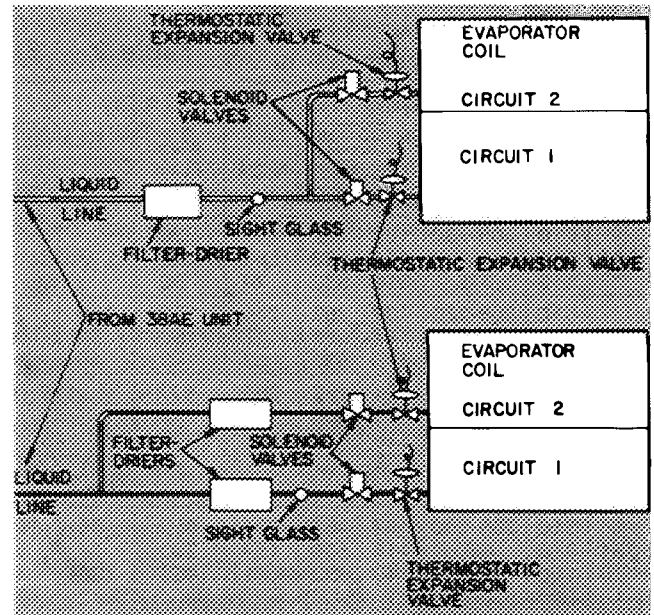 THERMOSTATIC
EXPANSION VALVE
EVAPORATOR
COIL
SOLENOID
VALVES
CIRCUIT 2
CIRCUIT 1
LIQUID
LINE
SIGHT GLASS
FILTER-DRIER
THERMOSTATIC EXPANSION VALVE
FROM 38AE UNIT
EVAPORATOR
COIL
CIRCUIT 2
FILTER-
DRIERS
SOLENOID
VALVES
CIRCUIT 1
LIQUID
LINE
SIGHT GLASS
THERMOSTATIC
EXPANSION
VALVE